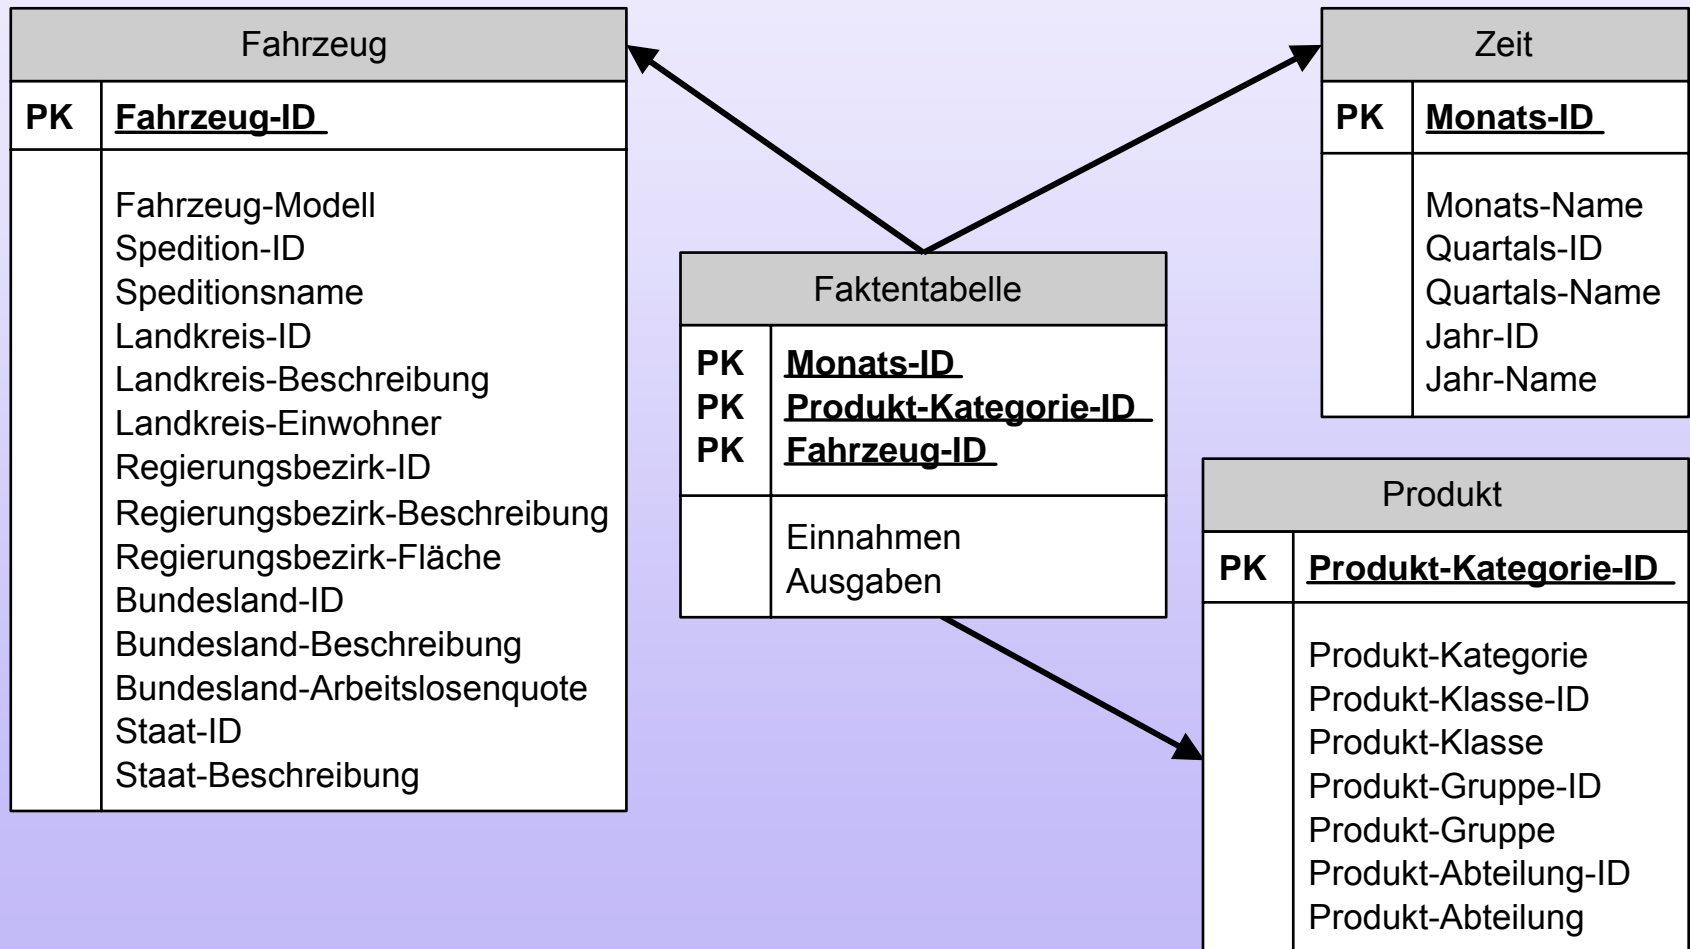 Fahrzeug
PK Fahrzeug-ID
Fahrzeug-Modell
Spedition-ID
Speditionsname
Landkreis-ID
Landkreis-Beschreibung
Landkreis-Einwohner
Regierungsbezirk-ID
Regierungsbezirk-Beschreibung
Regierungsbezirk-Fläche
Bundesland-ID
Bundesland-Beschreibung
Bundesland-Arbeitslosenquote
Staat-ID
Staat-Beschreibung
Faktentabelle
PK Monats-ID
PK Produkt-Kategorie-ID
PK Fahrzeug-ID
Einnahmen
Ausgaben
Zeit
PK Monats-ID
Monats-Name
Quartals-ID
Quartals-Name
Jahr-ID
Jahr-Name
Produkt
PK Produkt-Kategorie-ID
Produkt-Kategorie
Produkt-Klasse-ID
Produkt-Klasse
Produkt-Gruppe-ID
Produkt-Gruppe
Produkt-Abteilung-ID
Produkt-Abteilung